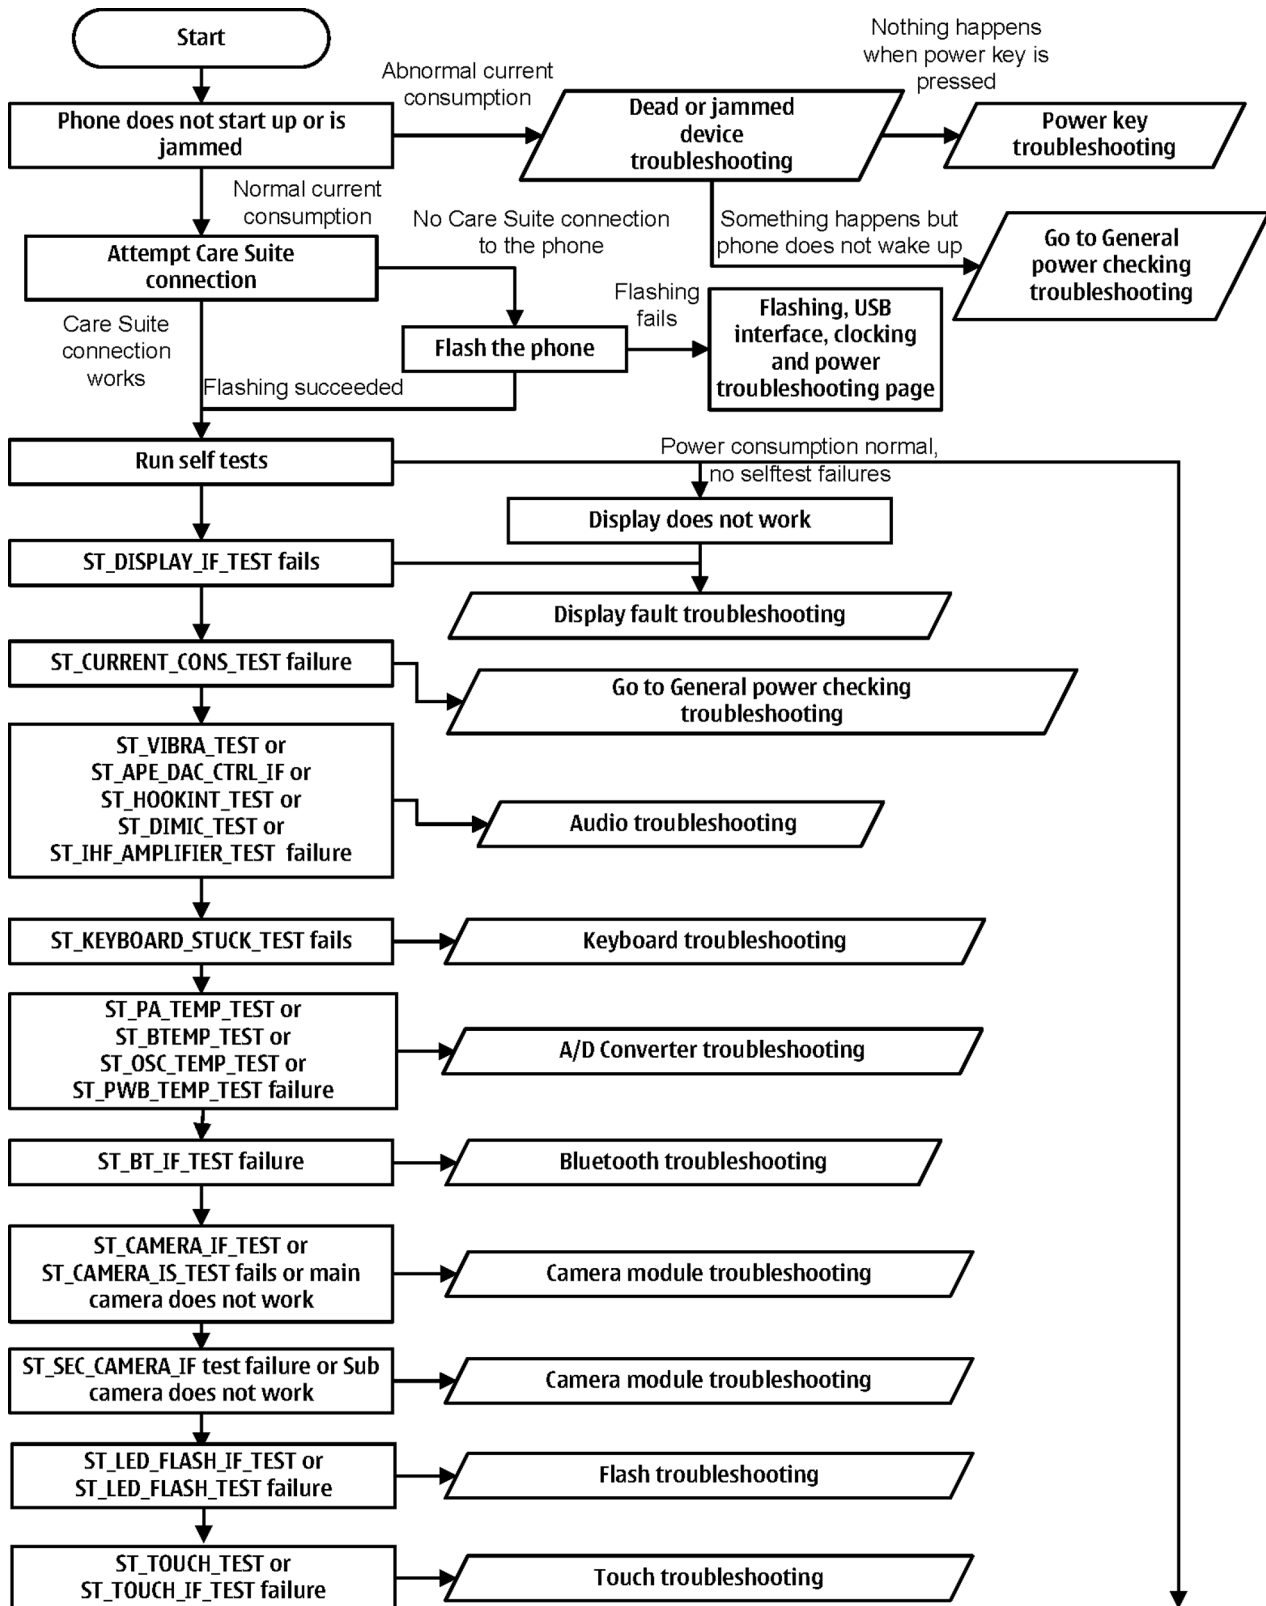 Start
Nothing happens
when power key is
pressed
Abnormal current
consumption
Phone does not start up or is
jammed
Dead or jammed
device
troubleshooting
Power key
troubleshooting
Normal current
consumption
No Care Suite connection
to the phone
Something happens but
phone does not wake up
Go to General
power checking
troubleshooting
Attempt Care Suite
connection
Care Suite
connection
works
Flash the phone
Flashing
fails
Flashing, USB
interface, clocking
and power
troubleshooting page
Flashing succeeded
Run self tests
Power consumption normal,
no selftest failures
Display does not work
ST_DISPLAY_IF_TEST fails
Display fault troubleshooting
ST_CURRENT_CONS_TEST failure
Go to General power checking
troubleshooting
ST_VIBRA_TEST or
ST_APE_DAC_CTRL_IF or
ST_HOOKINT_TEST or
ST_DIMIC_TEST or
ST_IHF_AMPLIFIER_TEST failure
Audio troubleshooting
ST_KEYBOARD_STUCK_TEST fails
Keyboard troubleshooting
ST_PA_TEMP_TEST or
ST_BTEMP_TEST or
ST_OSC_TEMP_TEST or
ST_PWB_TEMP_TEST failure
A/D Converter troubleshooting
ST_BT_IF_TEST failure
Bluetooth troubleshooting
ST_CAMERA_IF_TEST or
ST_CAMERA_IS_TEST fails or main
camera does not work
Camera module troubleshooting
ST_SEC_CAMERA_IF test failure or Sub
camera does not work
Camera module troubleshooting
ST_LED_FLASH_IF_TEST or
ST_LED_FLASH_TEST failure
Flash troubleshooting
ST_TOUCH_TEST or
ST_TOUCH_IF_TEST failure
Touch troubleshooting